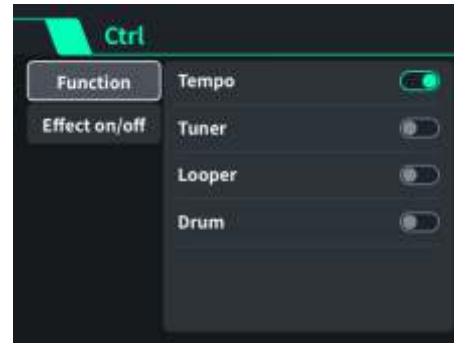 Ctrl
Function
Effect on/off
Tempo
Tuner
Looper
Drum